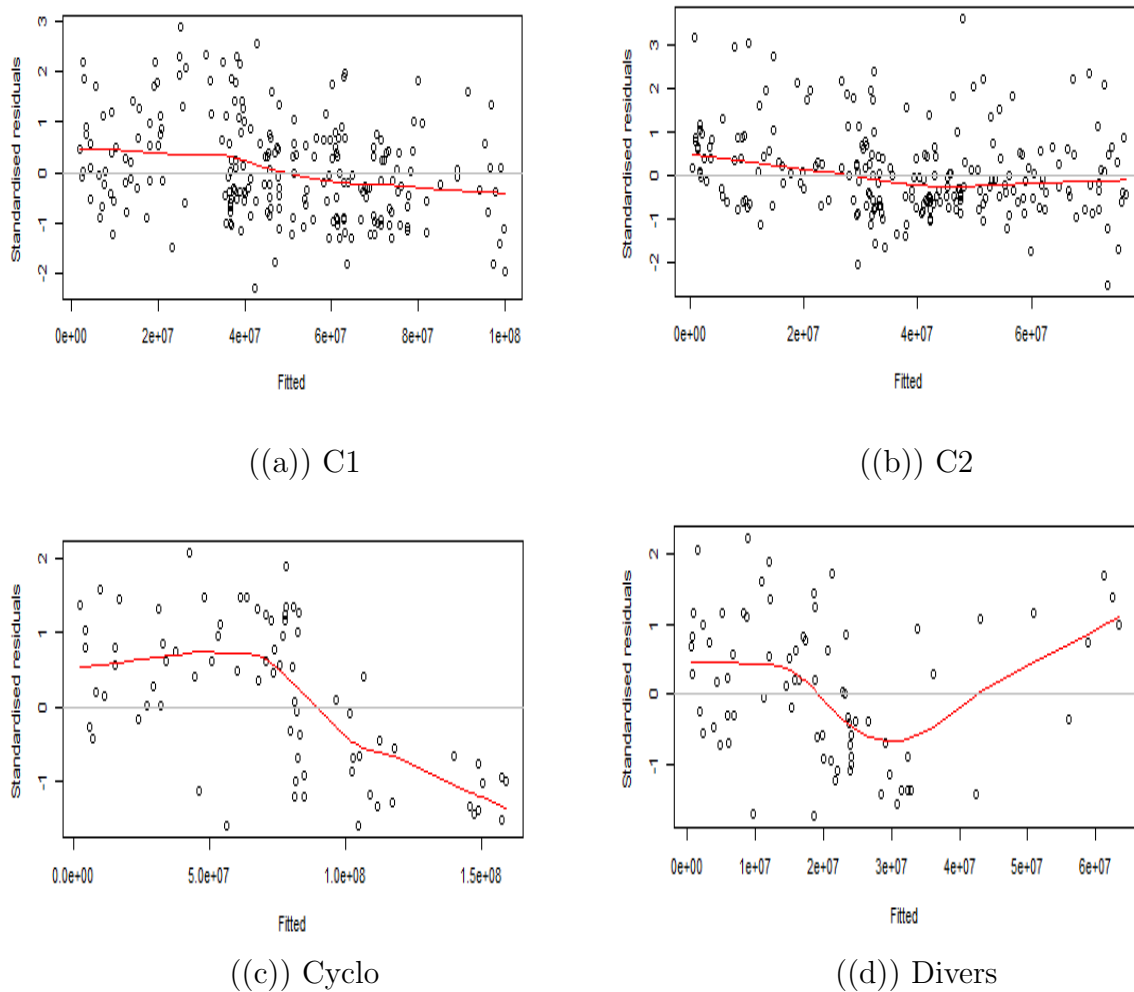 3
2
1
0
-1
-2
Standardised residuals
0e+00 2e+07 4e+07 6e+07 8e+07 1e+08
Fitted
((a)) C1
3
2
1
0
-1
-2
Standardised residuals
0e+00 2e+07 4e+07 6e+07
Fitted
((b)) C2
2
1
0
-1
Standardised residuals
0.0e+00 5.0e+07 1.0e+08 1.5e+08
Fitted
((c)) Cyclo
2
1
0
-1
Standardised residuals
0e+00 1e+07 2e+07 3e+07 4e+07 5e+07 6e+07
Fitted
((d)) Divers